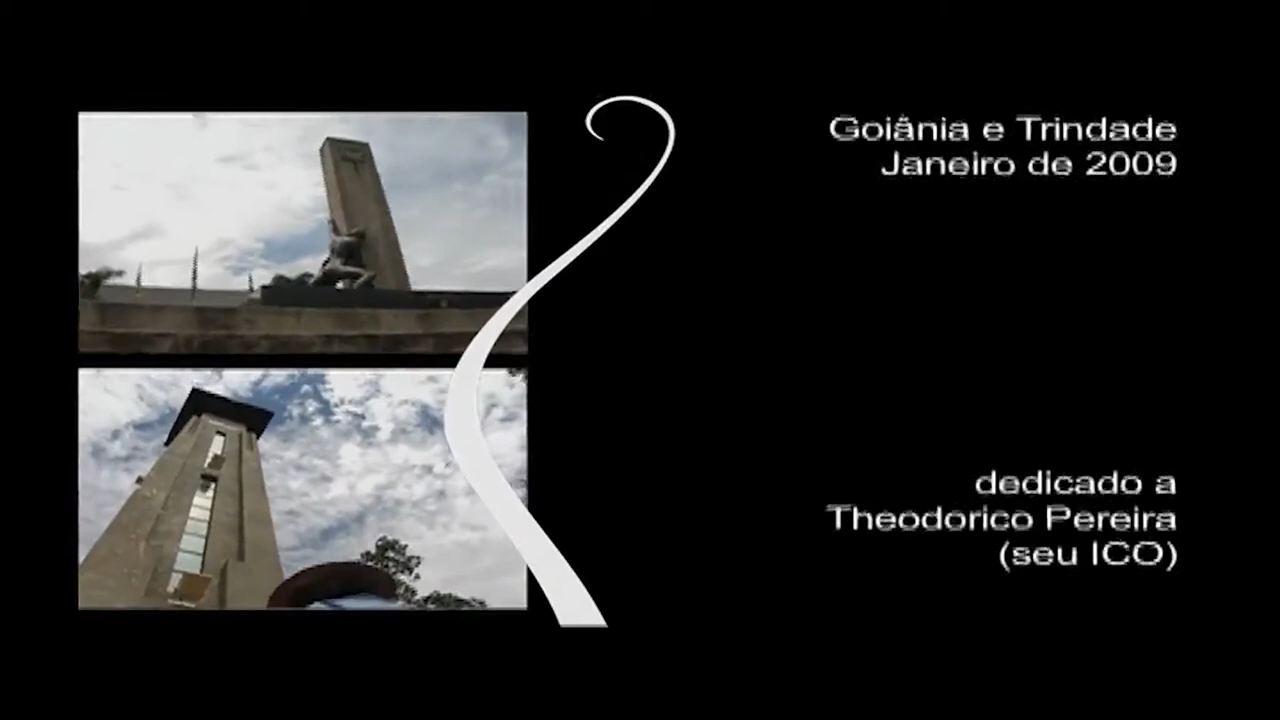 Goiânia e Trindade
Janeiro de 2009
dedicado a
Theodorico Pereira
(seu ICO)